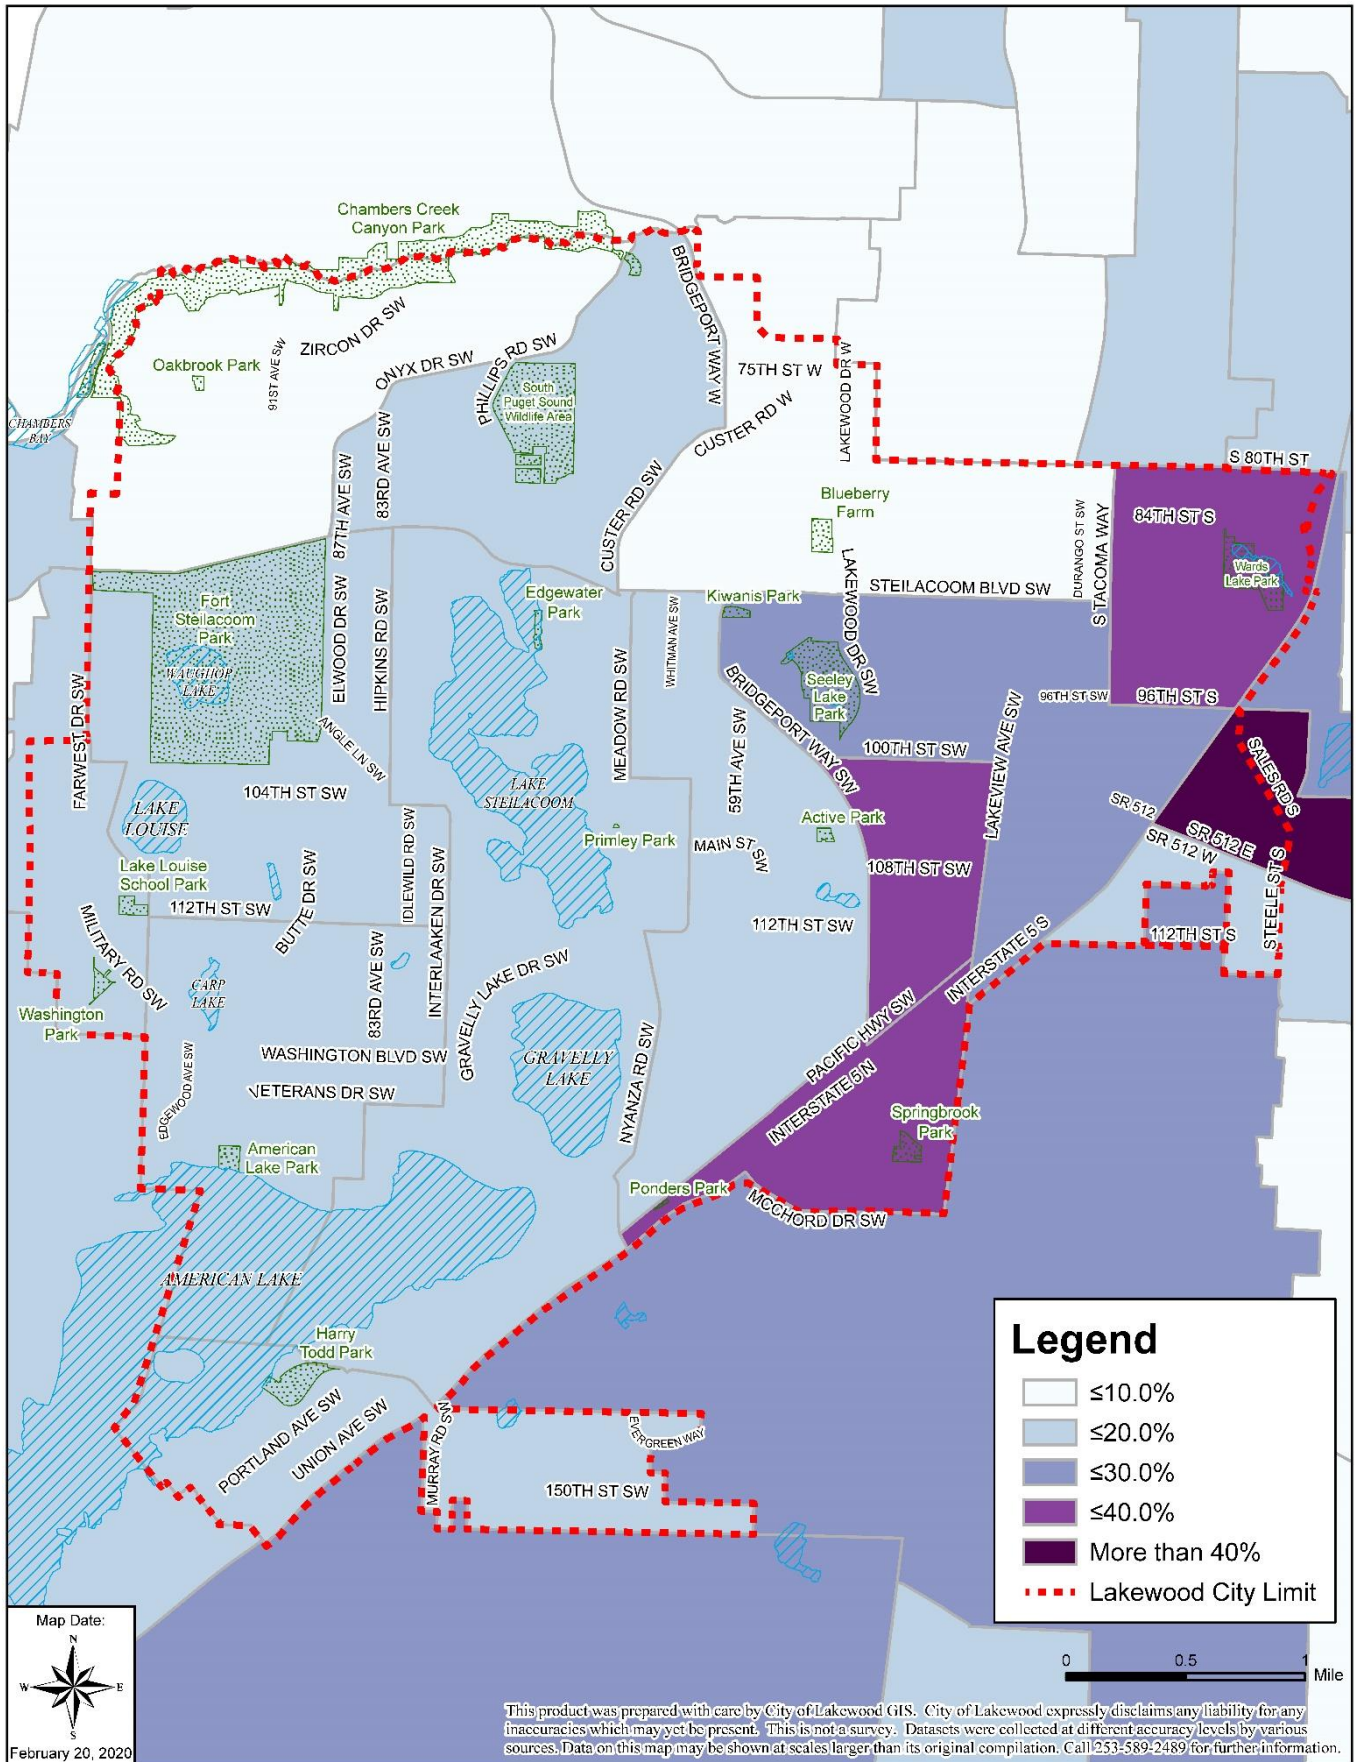 Chambers Creek
Canyon Park
BRIDGEPORT WAY W
ZIRCON DR SW
91ST AVE SW
Oakbrook Park
ONYX DR SW
PHILLIPS RD SW
South
Puget Sound
Wildlife Area
75TH ST W
LAKEWOOD DR W
CUSTER RD W
CHAMBERS
BAY
83RD AVE SW
87TH AVE SW
CUSTER RD SW
S 80TH ST
Blueberry
Farm
DURANGO ST SW
S TACOMA WAY
84TH ST S
Wards
Lake Park
Fort
Steilacoom
Park
WAUGHOP
LAKE
ELWOOD DR SW
HIPKINS RD SW
Edgewater
Park
WHITMAN AVE SW
Kiwanis Park
LAKEWOOD DR SW
STEILACOOM BLVD SW
FARWEST DR SW
ANGLE LN SW
MEADOW RD SW
BRIDGEPORT WAY SW
Seeley
Lake
Park
96TH ST SW
96TH ST S
100TH ST SW
LAKEVIEW AVE SW
59TH AVE SW
SALES RD S
104TH ST SW
LAKE
LOUISE
LAKE
STEILACOOM
SR 512
SR 512 E
SR 512 W
Active Park
Primley Park
MAIN ST SW
IDLEWILD RD SW
INTERLAAKEN DR SW
BUTTE DR SW
Lake Louise
School Park
108TH ST SW
STEELE ST S
112TH ST SW
112TH ST SW
112TH ST S
MILITARY RD SW
83RD AVE SW
GRAVELLY LAKE DR SW
INTERSTATE 5 S
CARP
LAKE
Washington
Park
WASHINGTON BLVD SW
VETERANS DR SW
EDGEWOOD AVE SW
GRAVELLY
LAKE
NYANZA RD SW
PACIFIC HWY SW
INTERSTATE 5 N
Springbrook
Park
American
Lake Park
Ponders Park
MCCHORD DR SW
AMERICAN LAKE
Harry
Todd Park
PORTLAND AVE SW
UNION AVE SW
MURRAY RD SW
EVERGREEN WAY
150TH ST SW
Legend
≤10.0%
≤20.0%
≤30.0%
≤40.0%
More than 40%
Lakewood City Limit
Map Date:
N
W E
S
February 20, 2020
0 0.5 1
Mile
This product was prepared with care by City of Lakewood GIS. City of Lakewood expressly disclaims any liability for any
inaccuracies which may yet be present. This is not a survey. Datasets were collected at different accuracy levels by various
sources. Data on this map may be shown at scales larger than its original compilation. Call 253-589-2489 for further information.